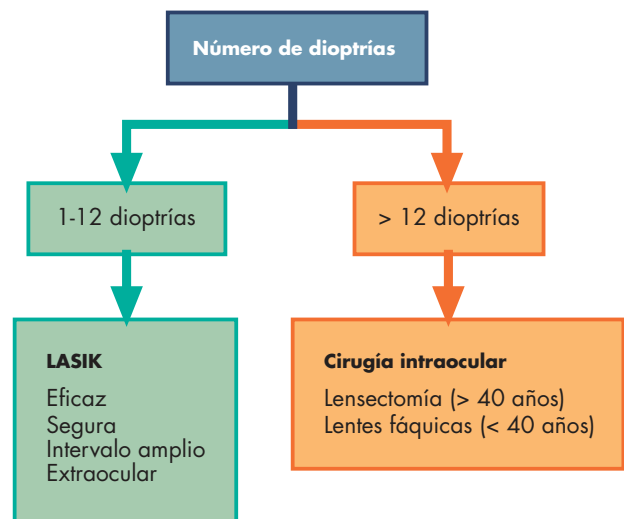 Número de dioptrías
1-12 dioptrías
> 12 dioptrías
LASIK
Eficaz
Segura
Intervalo amplio
Extraocular
Cirugía intraocular
Lensectomía (> 40 años)
Lentes fáquicas (< 40 años)